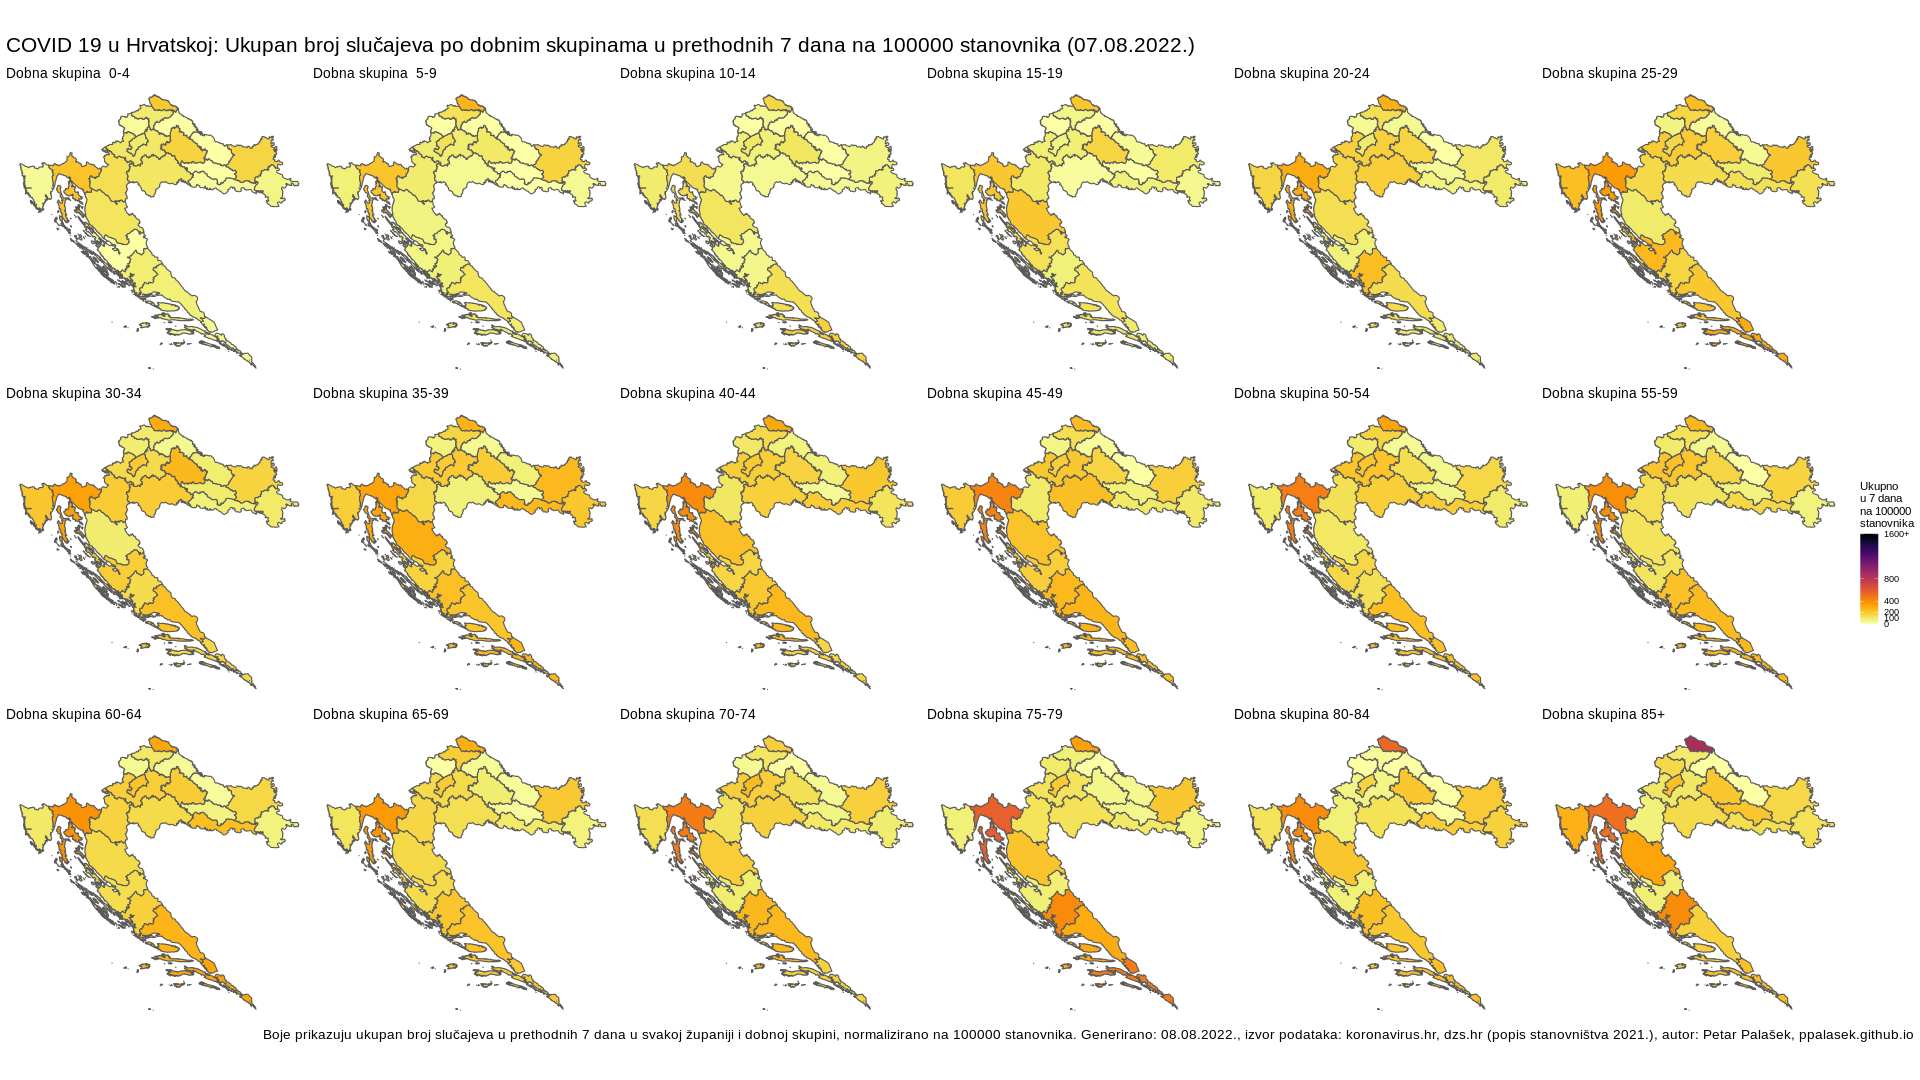 COVID 19 u Hrvatskoj: Ukupan broj slučajeva po dobnim skupinama u prethodnih 7 dana na 100000 stanovnika (07.08.2022.)
Dobna skupina  0-4
Dobna skupina  5-9
Dobna skupina 10-14
Dobna skupina 15-19
Dobna skupina 20-24
Dobna skupina 25-29
Dobna skupina 30-34
Dobna skupina 35-39
Dobna skupina 40-44
Dobna skupina 45-49
Dobna skupina 50-54
Dobna skupina 55-59
Ukupno
u 7 dana
na 100000
stanovnika
1600+
800
400
200
100
0
Dobna skupina 60-64
Dobna skupina 65-69
Dobna skupina 70-74
Dobna skupina 75-79
Dobna skupina 80-84
Dobna skupina 85+
Boje prikazuju ukupan broj slučajeva u prethodnih 7 dana u svakoj županiji i dobnoj skupini, normalizirano na 100000 stanovnika. Generirano: 08.08.2022., izvor podataka: koronavirus.hr, dzs.hr (popis stanovništva 2021.), autor: Petar Palašek, ppalasek.github.io